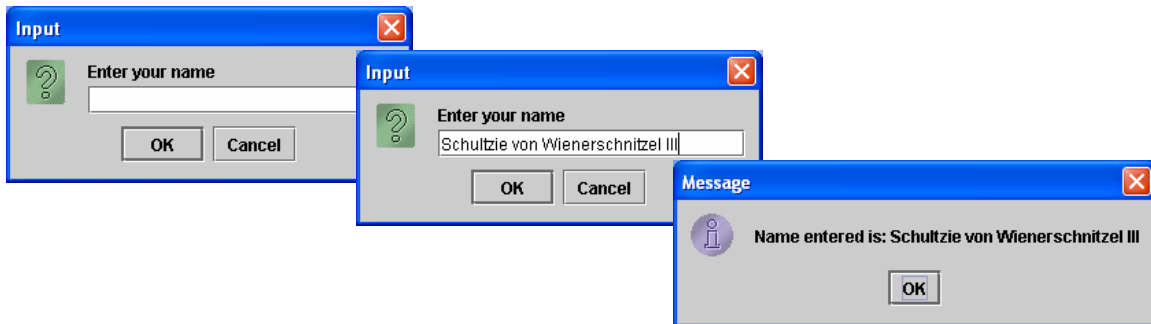 Input
Enter your name
OK Cancel
Input
Enter your name
Schultzie von Wienerschnitzel III
OK Cancel
Message
Name entered is: Schultzie von Wienerschnitzel III
OK